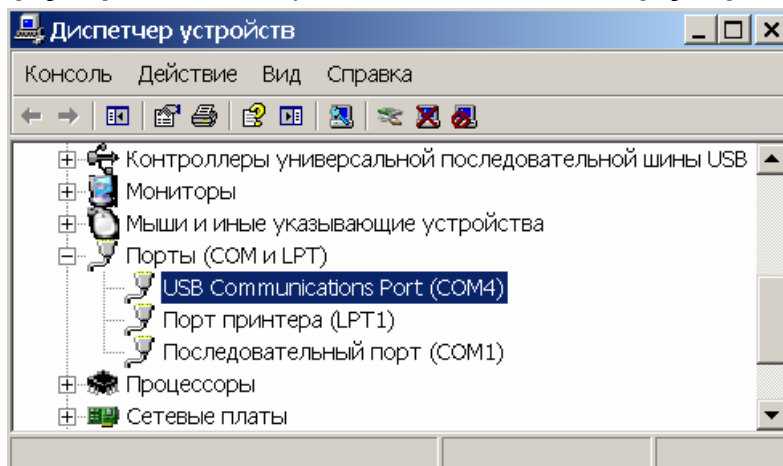 Диспетчер устройств
Консоль Действие Вид Справка
Контроллеры универсальной последовательной шины USB
Мониторы
Мыши и иные указывающие устройства
Порты (COM и LPT)
USB Communications Port (COM4)
Порт принтера (LPT1)
Последовательный порт (COM1)
Процессоры
Сетевые платы